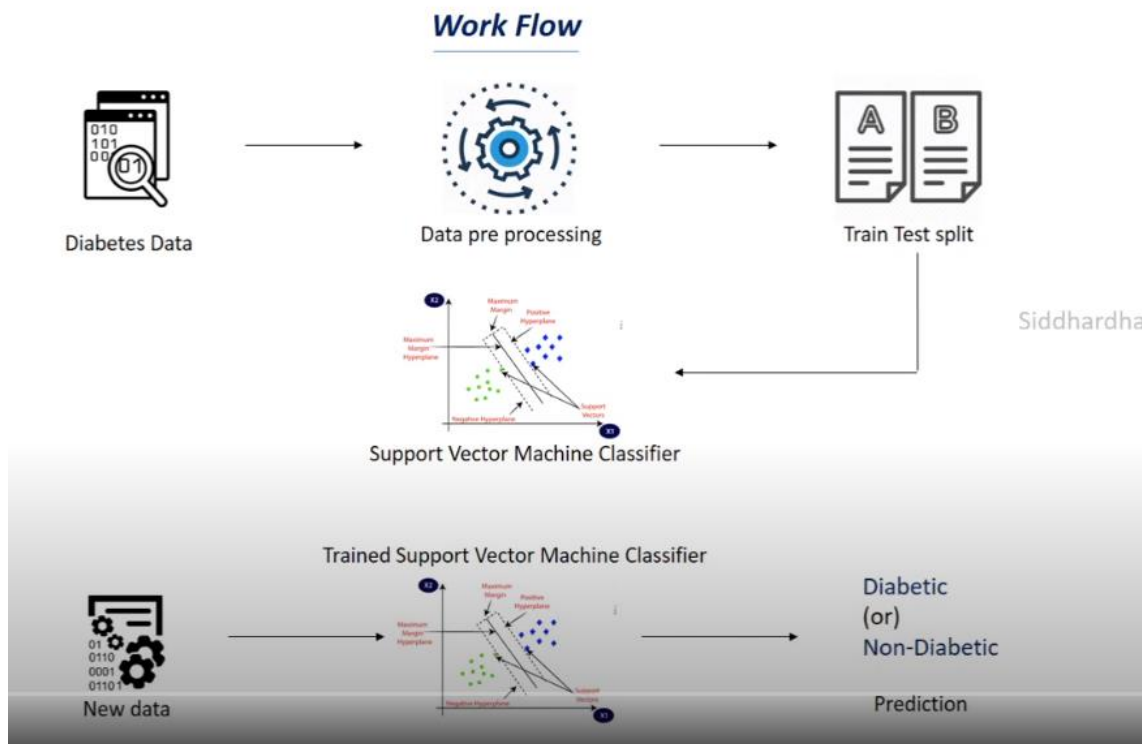 Work Flow
010
101
00
01
A B
Diabetes Data
Data pre processing
Train Test split
X2
Maximum
Margin
Positive
Hyperplane
Maximum
Margin
Hyperplane
Support
Vectors
Negative Hyperplane
X1
Siddhardha
Support Vector Machine Classifier
Trained Support Vector Machine Classifier
X2
Maximum
Margin
Positive
Hyperplane
Maximum
Margin
Hyperplane
Support
Vectors
Negative Hyperplane
X1
01
0110
0001
01101
New data
Diabetic
(or)
Non-Diabetic
Prediction